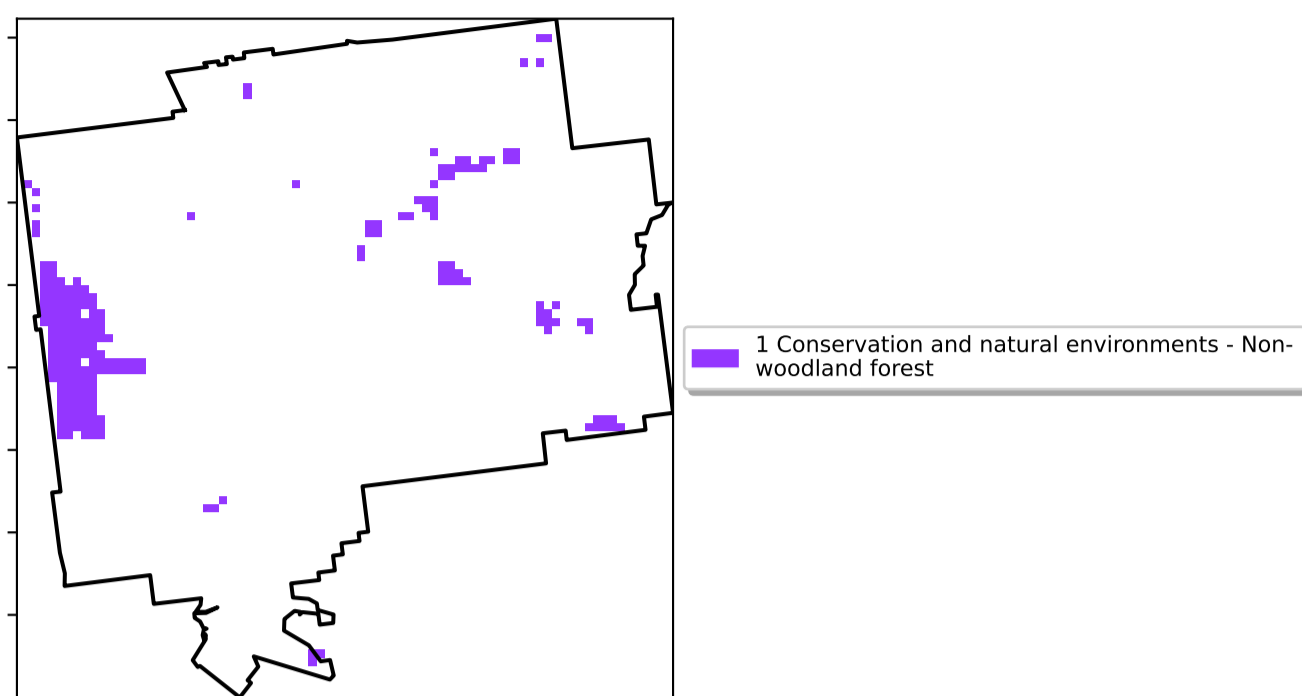 1 Conservation and natural environments - Non-
woodland forest